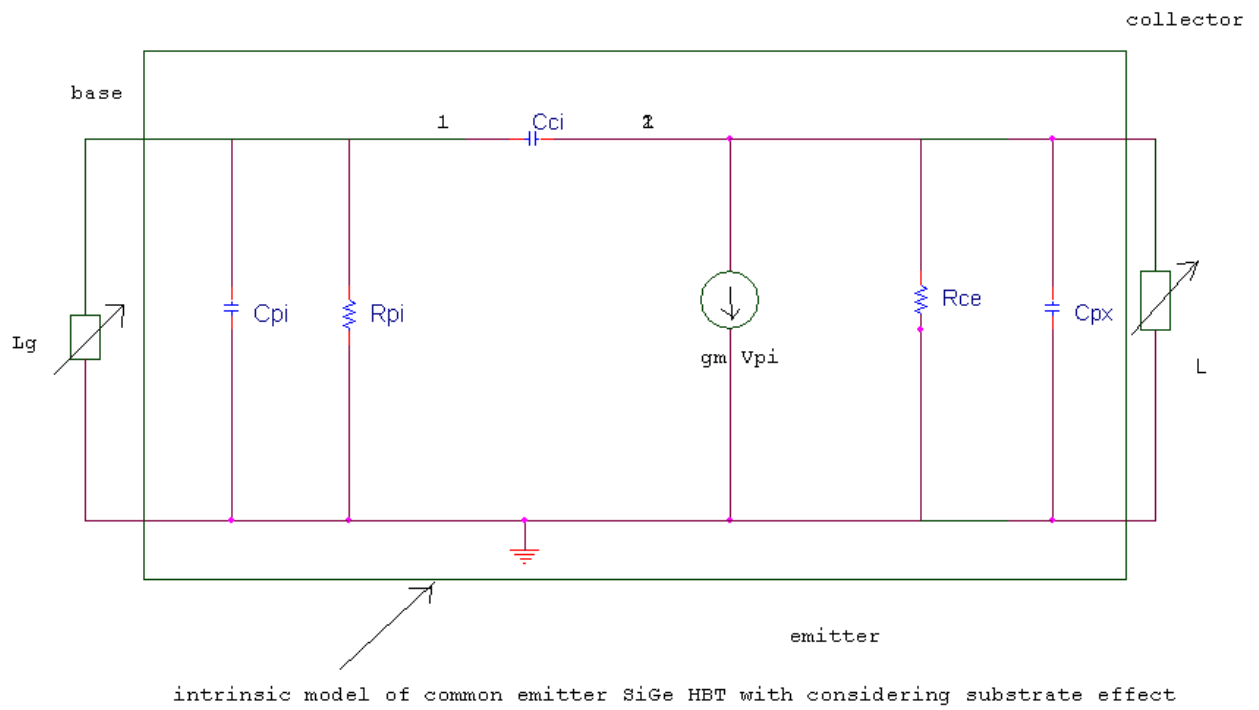 collector
base
1
Cci
Cpi
Rpi
gm Vpi
Rce
Cpx
Lg
L
emitter
intrinsic model of common emitter SiGe HBT with considering substrate effect